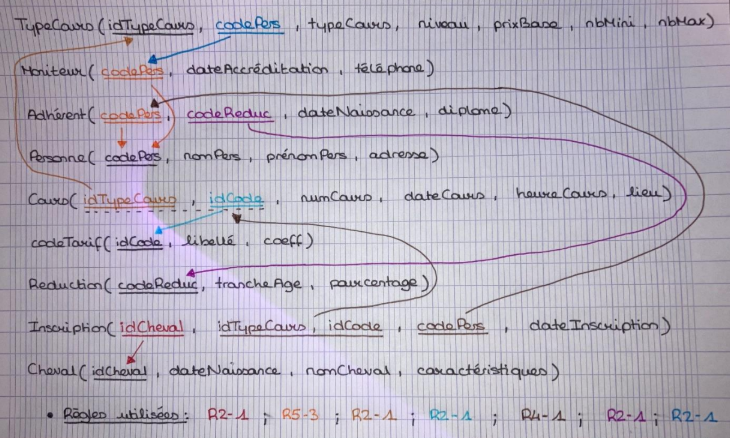 TypeCours (idTypeCours, codePers, typeCours, niveau, prixBase, nbMini, nbMax)
Moniteur (codePers, dateAccréditation, téléphone)
Adhérent (codePers, codeReduc, dateNaissance, diplome)
Personne (codePers, nomPers, prénomPers, adresse)
Cours (idTypeCours, idCode, numCours, dateCours, heureCours, lieu)
codeTarif (idCode, libellé, coeff)
Reduction (codeReduc, trancheAge, pourcentage)
Inscription (idCheval, idTypeCours, idCode, codePers, dateInscription)
Cheval (idCheval, dateNaissance, nomCheval, caractéristiques)
• Règles utilisées : R2-1 ; R5-3 ; R2-1 ; R2-1 ; R4-1 ; R2-1 ; R2-1